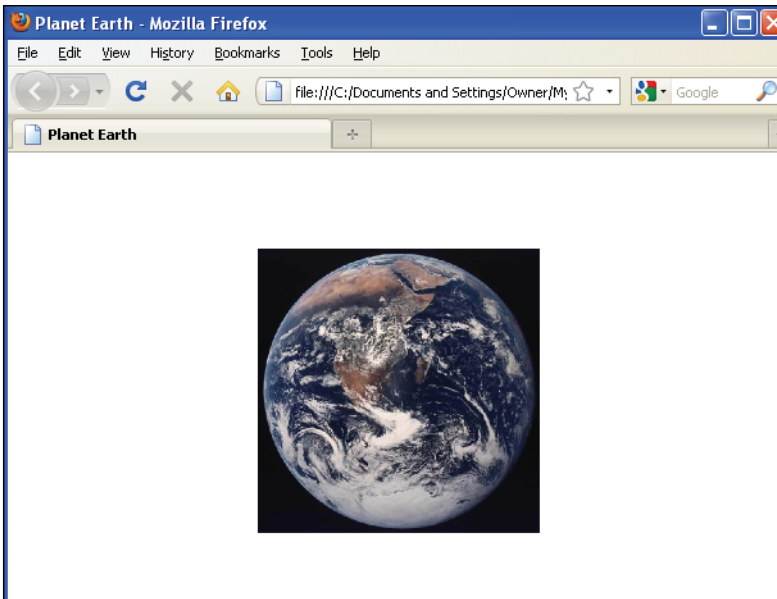 Planet Earth - Mozilla Firefox
File Edit View History Bookmarks Tools Help
file:///C:/Documents and Settings/Owner/My Google
Planet Earth